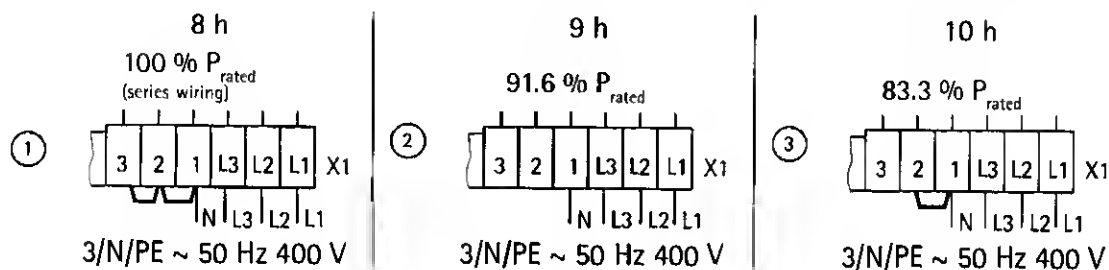 8 h
100 % P rated
(series wiring)
1
3 2 1 L3 L2 L1 X1
N L3 L2 L1
3/N/PE ~ 50 Hz 400 V
9 h
91.6 % P rated
2
3 2 1 L3 L2 L1 X1
N L3 L2 L1
3/N/PE ~ 50 Hz 400 V
10 h
83.3 % P rated
3
3 2 1 L3 L2 L1 X1
N L3 L2 L1
3/N/PE ~ 50 Hz 400 V